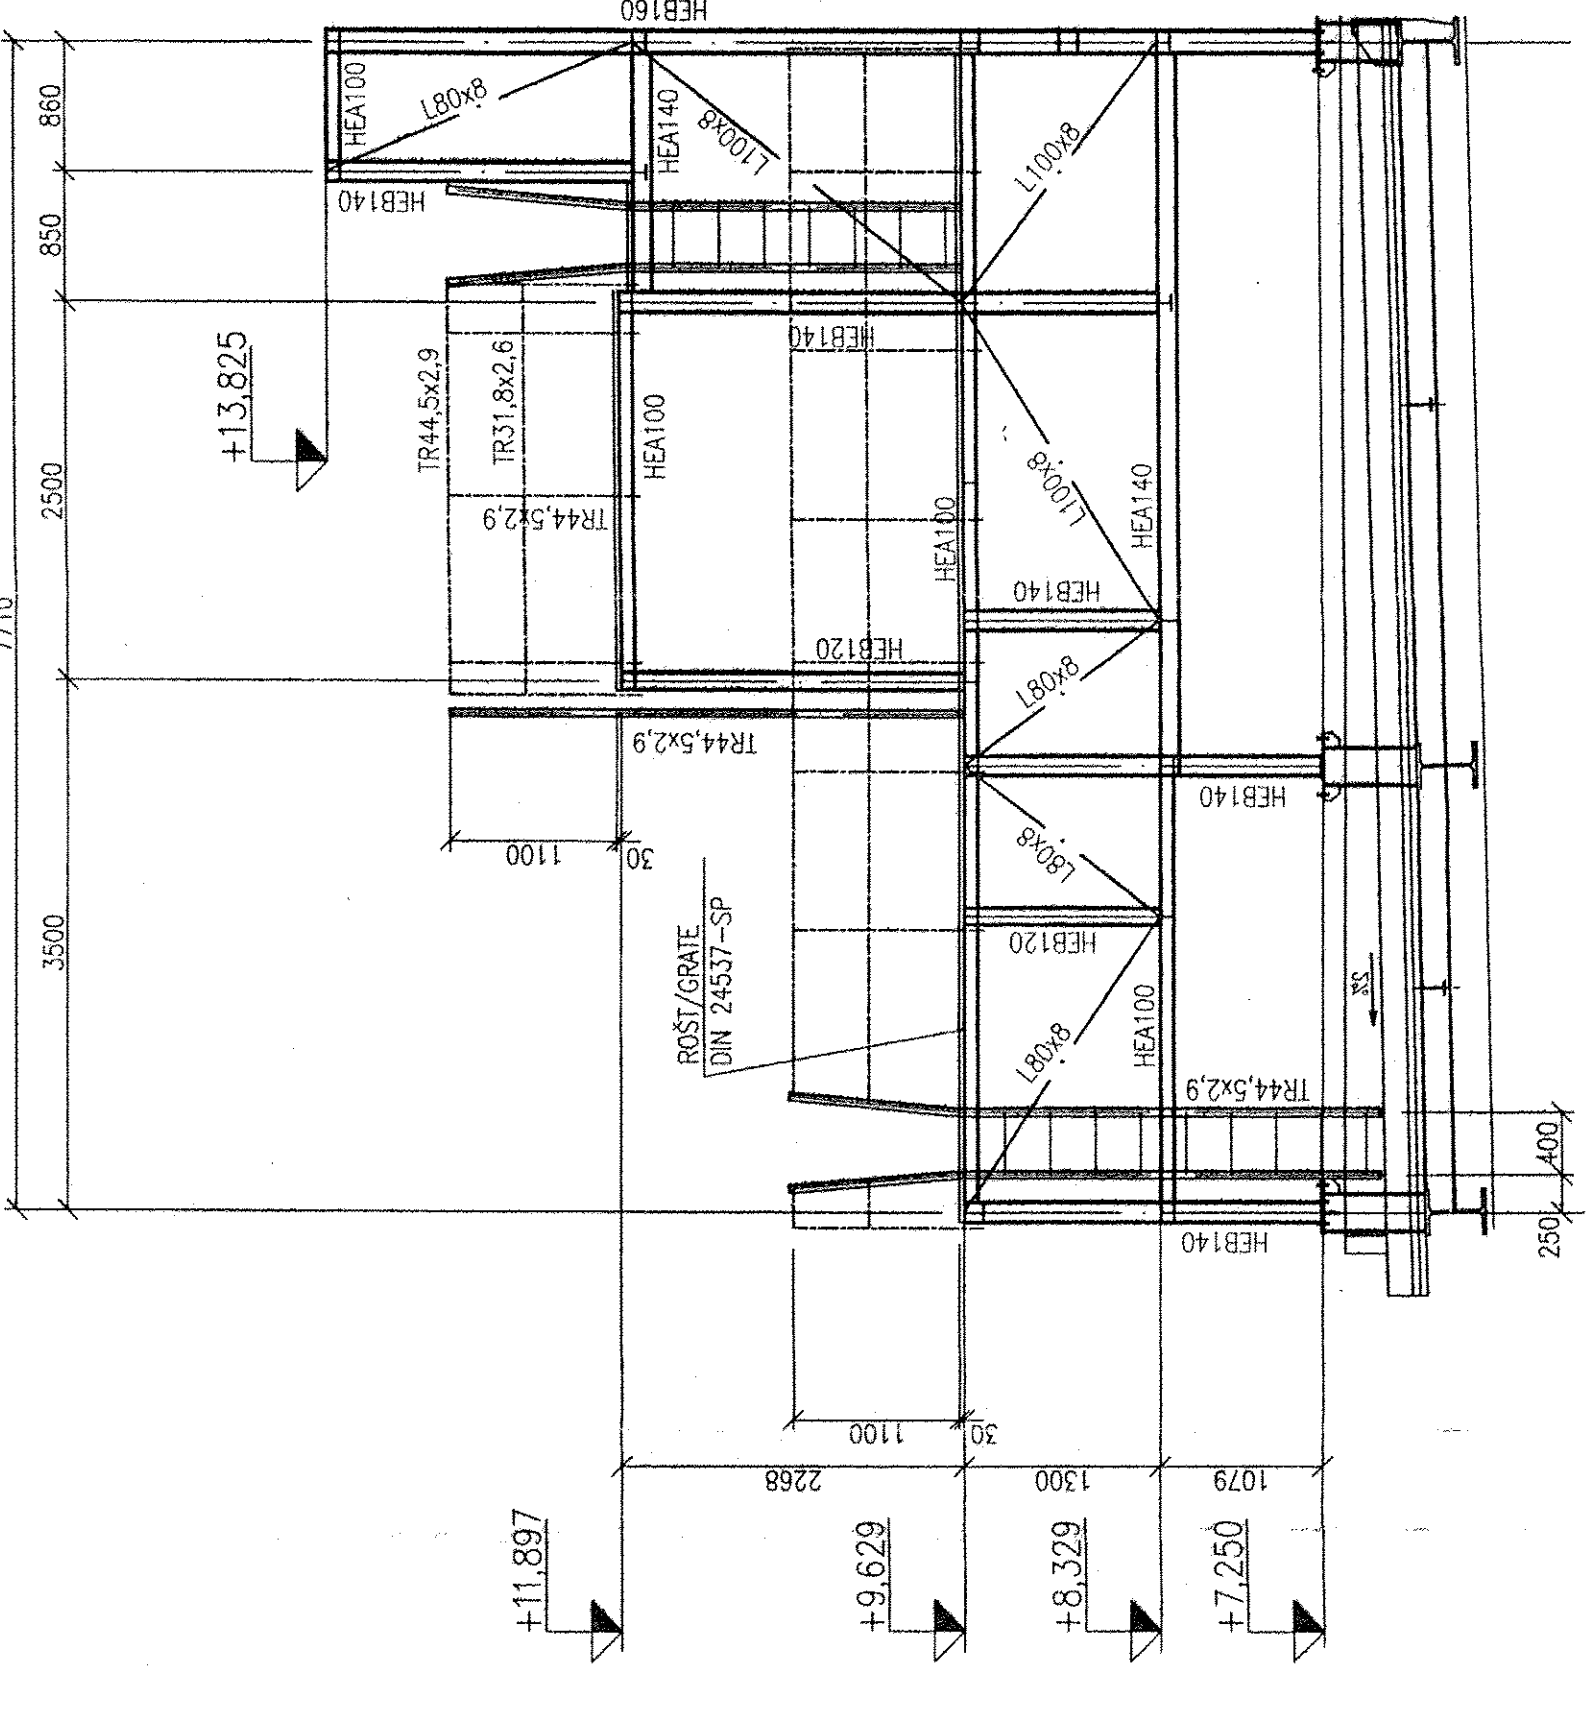 HEB160
860
850
2500
3500
7710
HEA100
L80x8
HEB140
HEA140
L100x8
L100x8
+13,825
TR44,5x2,9
TR31,8x2,6
TR44,5x2,9
HEA100
HEB140
HEA100
L100x8
HEA140
HEB140
HEB120
L80x8
TR44,5x2,9
HEB140
1100
30
L80x8
ROŠT/GRATE
DIN 24537-SP
HEB120
2%
L80x8
HEA100
TR44,5x2,9
400
250
HEB140
1100
30
2268
1300
1079
+11,897
+9,629
+8,329
+7,250